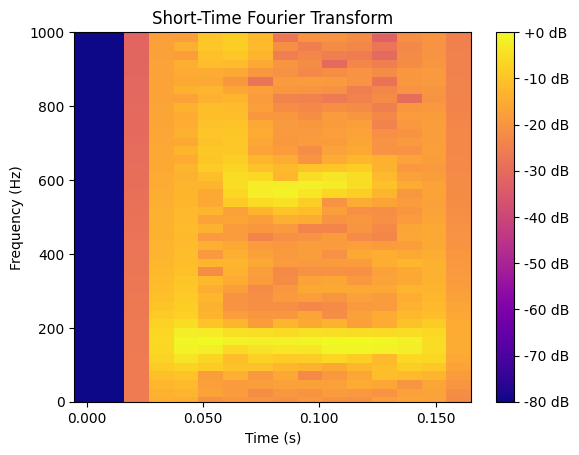 Short-Time Fourier Transform
1000
800
600
400
200
0
Frequency (Hz)
0.000
0.050
0.100
0.150
Time (s)
+0 dB
-10 dB
-20 dB
-30 dB
-40 dB
-50 dB
-60 dB
-70 dB
-80 dB